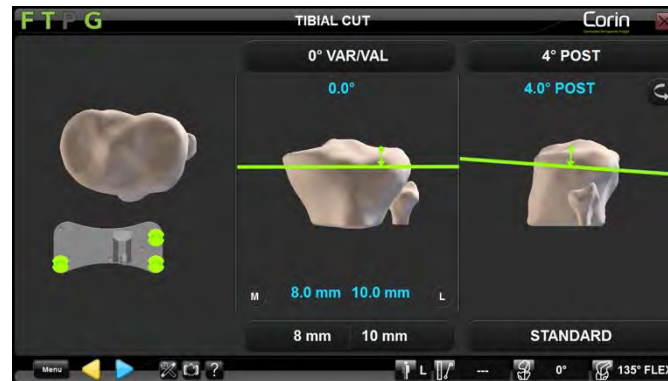 FTPG
TIBIAL CUT
Corin
0° VAR/VAL
4° POST
0.0°
4.0° POST
M 8.0 mm 10.0 mm L
8 mm 10 mm
STANDARD
Menu ? L --- 0° 135° FLEX